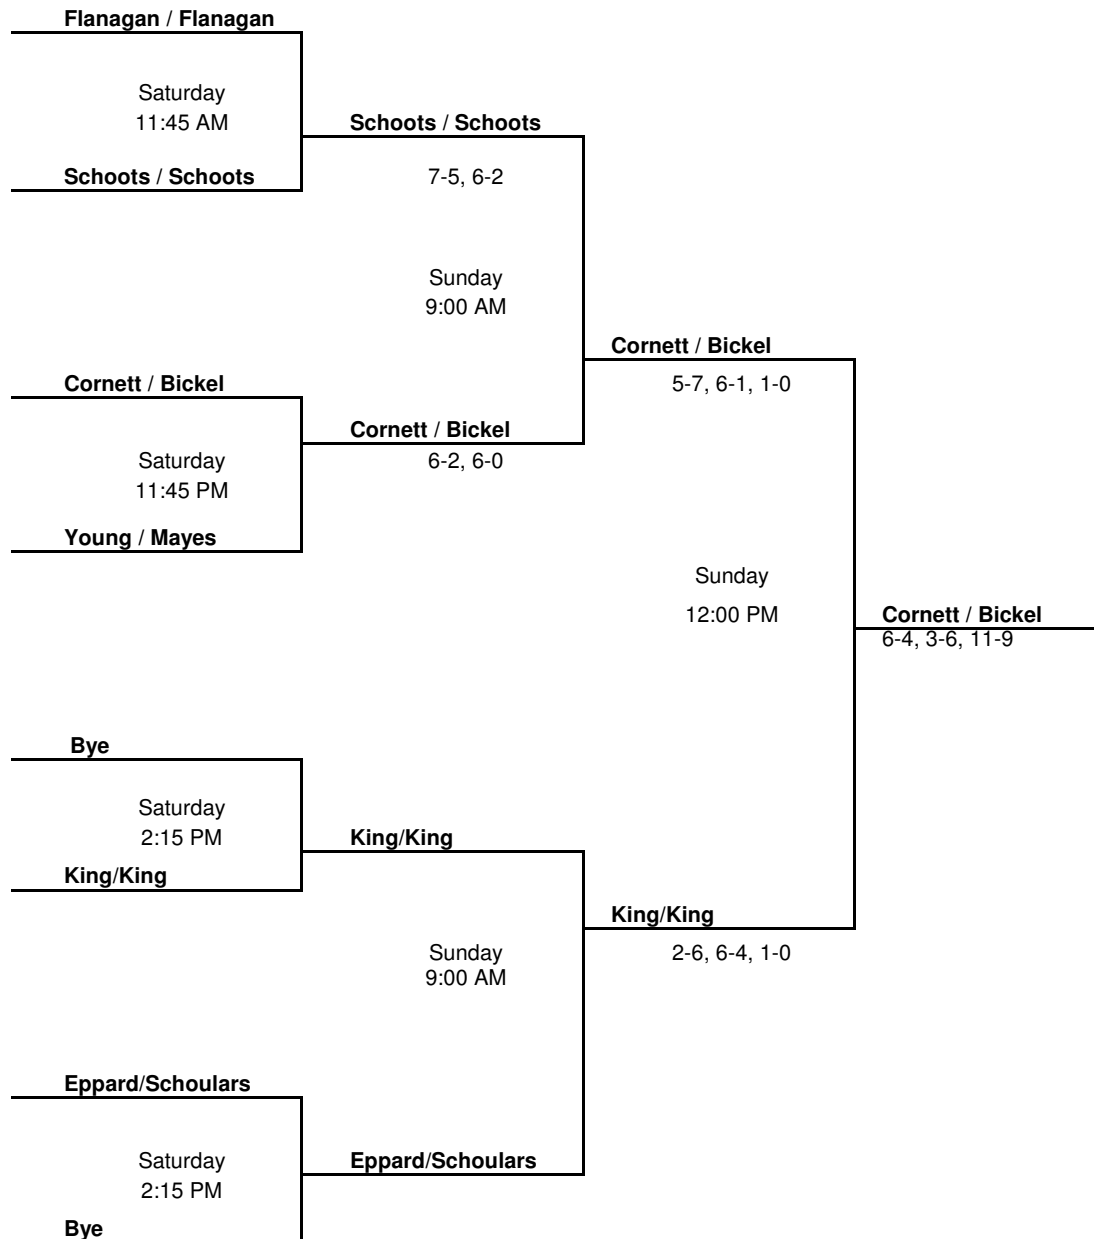 Flanagan / Flanagan
Saturday
11:45 AM
Schoots / Schoots
Schoots / Schoots
7-5, 6-2
Sunday
9:00 AM
Cornett / Bickel
5-7, 6-1, 1-0
Cornett / Bickel
Cornett / Bickel
6-2, 6-0
Saturday
11:45 PM
Young / Mayes
Sunday
12:00 PM
Cornett / Bickel
6-4, 3-6, 11-9
Bye
Saturday
2:15 PM
King/King
King/King
King/King
2-6, 6-4, 1-0
Sunday
9:00 AM
Eppard/Schoulars
Saturday
2:15 PM
Eppard/Schoulars
Bye